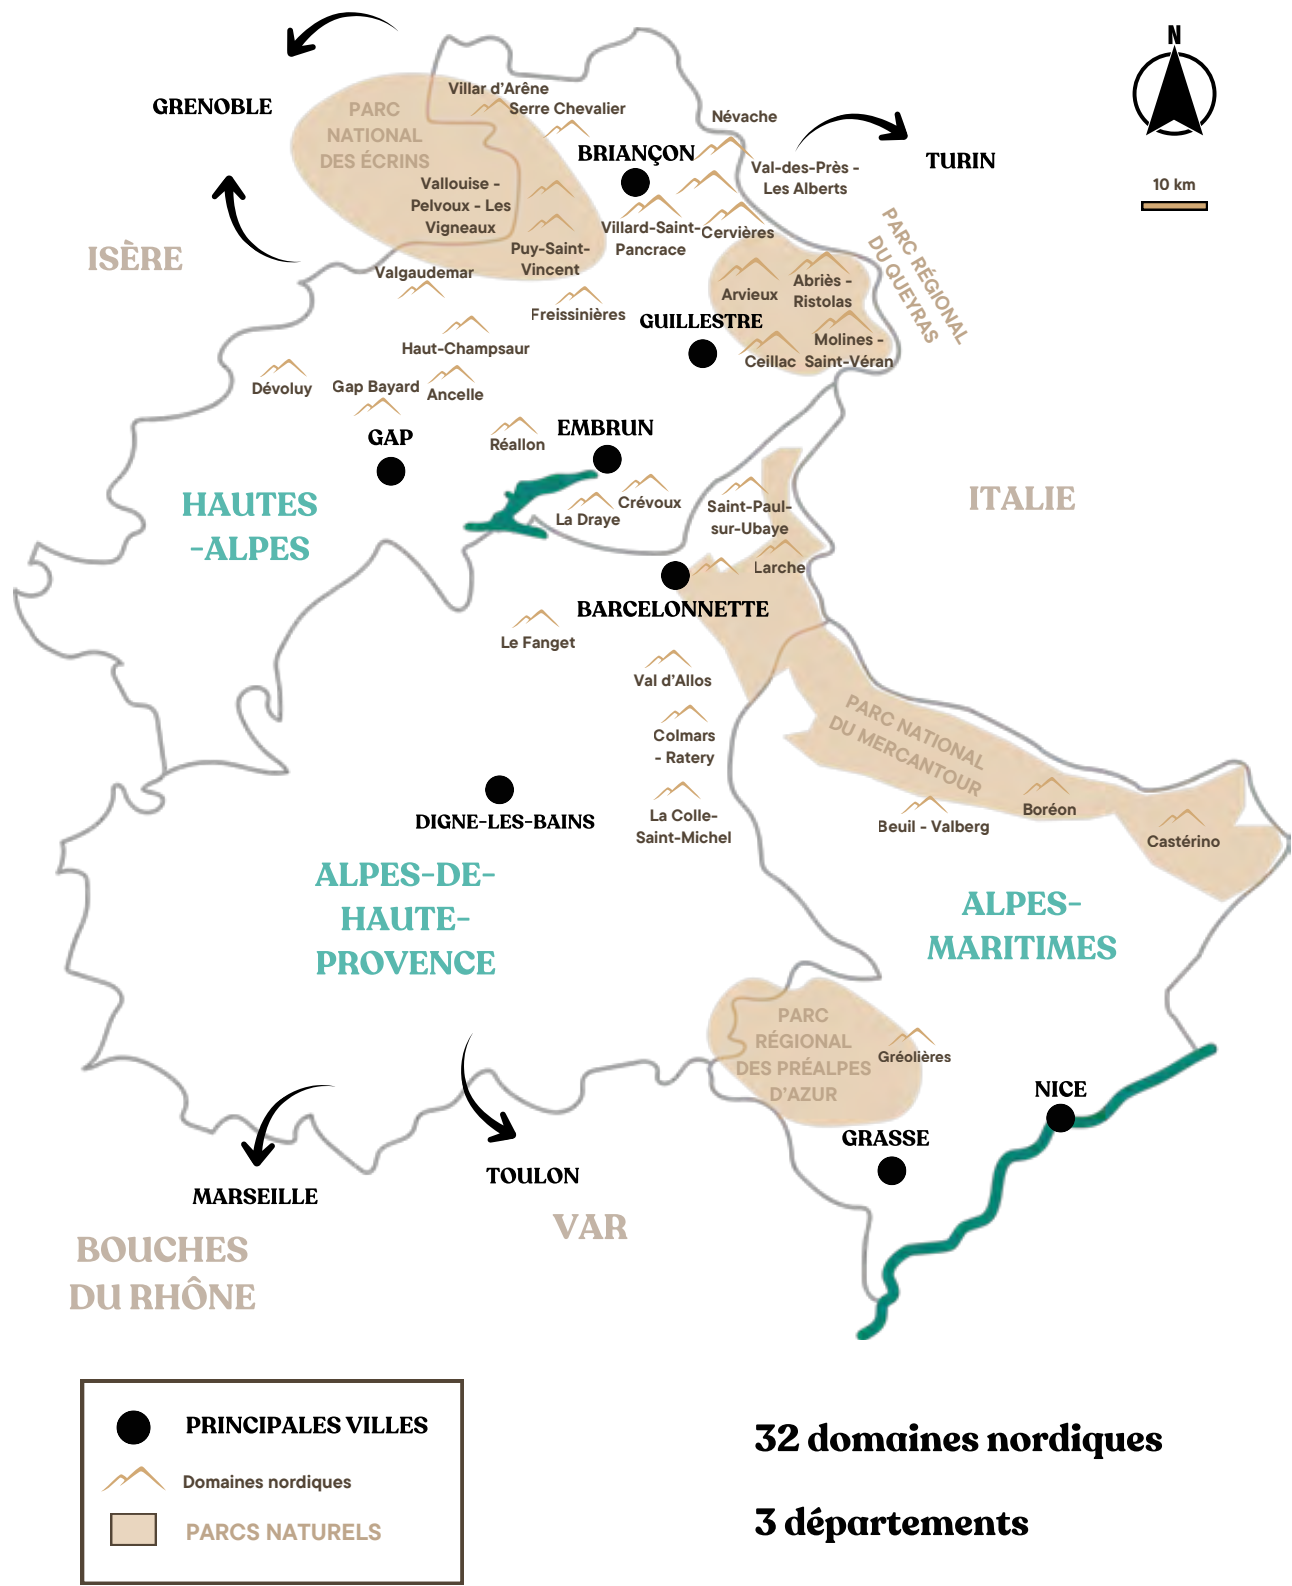 N
10 km
GRENOBLE
TURIN
ISÈRE
ITALIE
PARC
NATIONAL
DES ÉCRINS
Villar d'Arêne
Serre Chevalier
Névache
BRIANÇON
Val-des-Près -
Les Alberts
Vallouise -
Pelvoux - Les
Vigneaux
Puy-Saint-
Vincent
Villard-Saint-
Pancrace
Cervières
PARC RÉGIONAL
DU QUEYRAS
Valgaudemar
Arvieux
Abriès -
Ristolas
Freissinières
GUILLESTRE
Haut-Champsaur
Molines -
Saint-Véran
Ceillac
Dévoluy
Gap Bayard
Ancelle
GAP
Réallon
EMBRUN
HAUTES
-ALPES
Crévoux
La Draye
Saint-Paul-
sur-Ubaye
Larche
BARCELONNETTE
Le Fanget
Val d'Allos
Colmars
- Ratery
La Colle-
Saint-Michel
PARC NATIONAL
DU MERCANTOUR
Beuil - Valberg
Boréon
Castérino
DIGNE-LES-BAINS
ALPES-DE-
HAUTE-
PROVENCE
ALPES-
MARITIMES
PARC
RÉGIONAL
DES PRÉALPES
D'AZUR
Gréolières
NICE
GRASSE
MARSEILLE
TOULON
VAR
BOUCHES
DU RHÔNE
PRINCIPALES VILLES
Domaines nordiques
PARCS NATURELS
32 domaines nordiques
3 départements